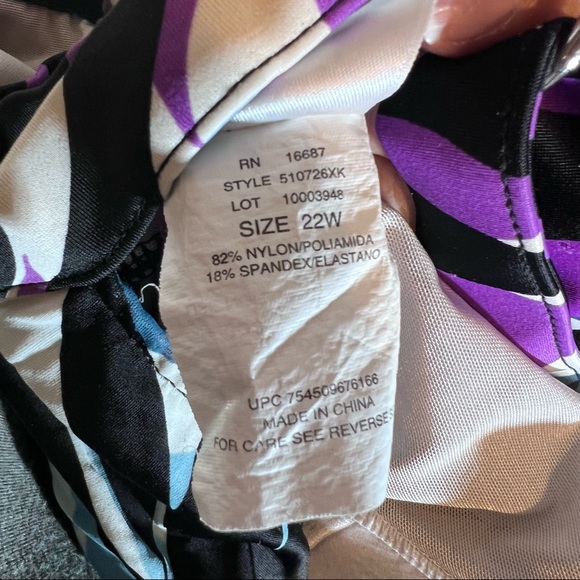 RN 16687
STYLE 510726XK
LOT 10003948
SIZE 22W
82% NYLON/POLIAMIDA
18% SPANDEX/ELASTANO
UPC 754509676166
MADE IN CHINA
FOR CARE SEE REVERSE S